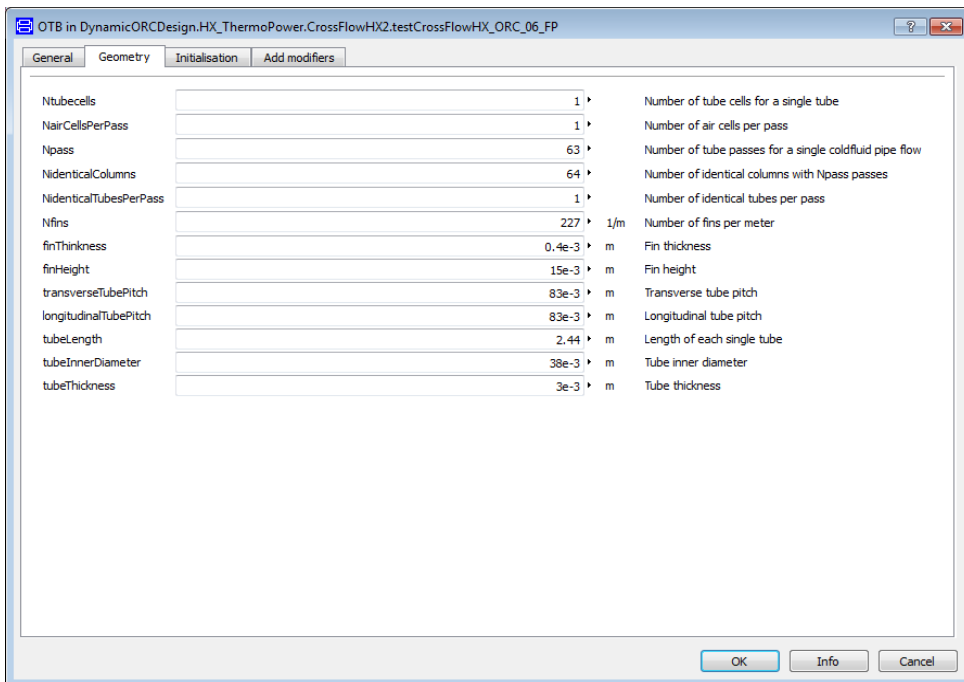 OTB in DynamicORCDesign.HX_ThermoPower.CrossFlowHX2.testCrossFlowHX_ORC_06_FP
General Geometry Initialisation Add modifiers
Ntubecells 1 Number of tube cells for a single tube
NairCellsPerPass 1 Number of air cells per pass
Npass 63 Number of tube passes for a single coldfluid pipe flow
NidenticalColumns 64 Number of identical columns with Npass passes
NidenticalTubesPerPass 1 Number of identical tubes per pass
Nfins 227 1/m Number of fins per meter
finThinkness 0.4e-3 m Fin thickness
finHeight 15e-3 m Fin height
transverseTubePitch 83e-3 m Transverse tube pitch
longitudinalTubePitch 83e-3 m Longitudinal tube pitch
tubeLength 2.44 m Length of each single tube
tubeInnerDiameter 38e-3 m Tube inner diameter
tubeThickness 3e-3 m Tube thickness
OK Info Cancel